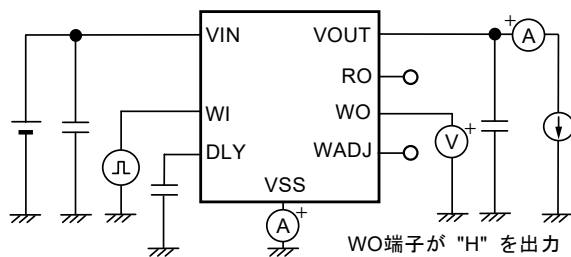 VIN
VOUT
A
+
RO
WI
WO
DLY
WADJ
V
+
VSS
A
+
WO端子が "H" を出力